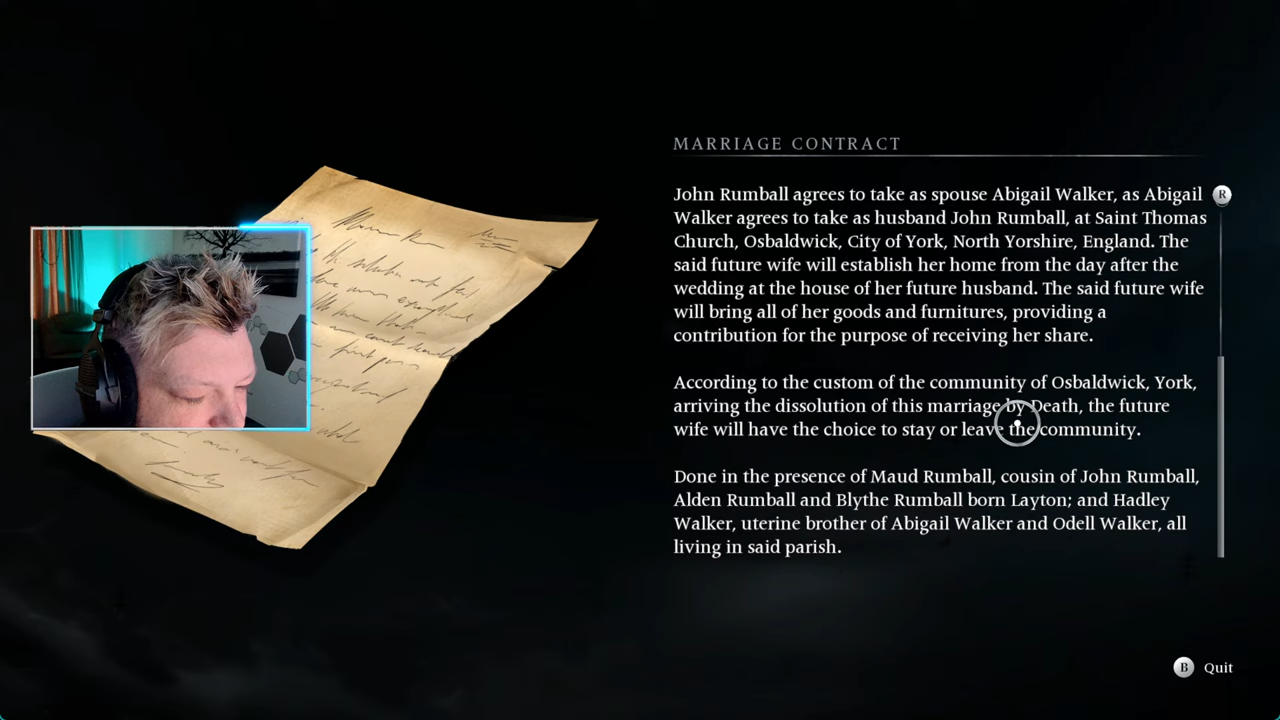 MARRIAGE CONTRACT
John Rumball agrees to take as spouse Abigail Walker, as Abigail
R
Walker agrees to take as husband John Rumball, at Saint Thomas
Church, Osbaldwick, City of York, North Yorshire, England. The
said future wife will establish her home from the day after the
wedding at the house of her future husband. The said future wife
will bring all of her goods and furnitures, providing a
contribution for the purpose of receiving her share.
According to the custom of the community of Osbaldwick, York,
arriving the dissolution of this marriage by Death, the future
wife will have the choice to stay or leave the community.
Done in the presence of Maud Rumball, cousin of John Rumball,
Alden Rumball and Blythe Rumball born Layton; and Hadley
Walker, uterine brother of Abigail Walker and Odell Walker, all
living in said parish.
B Quit